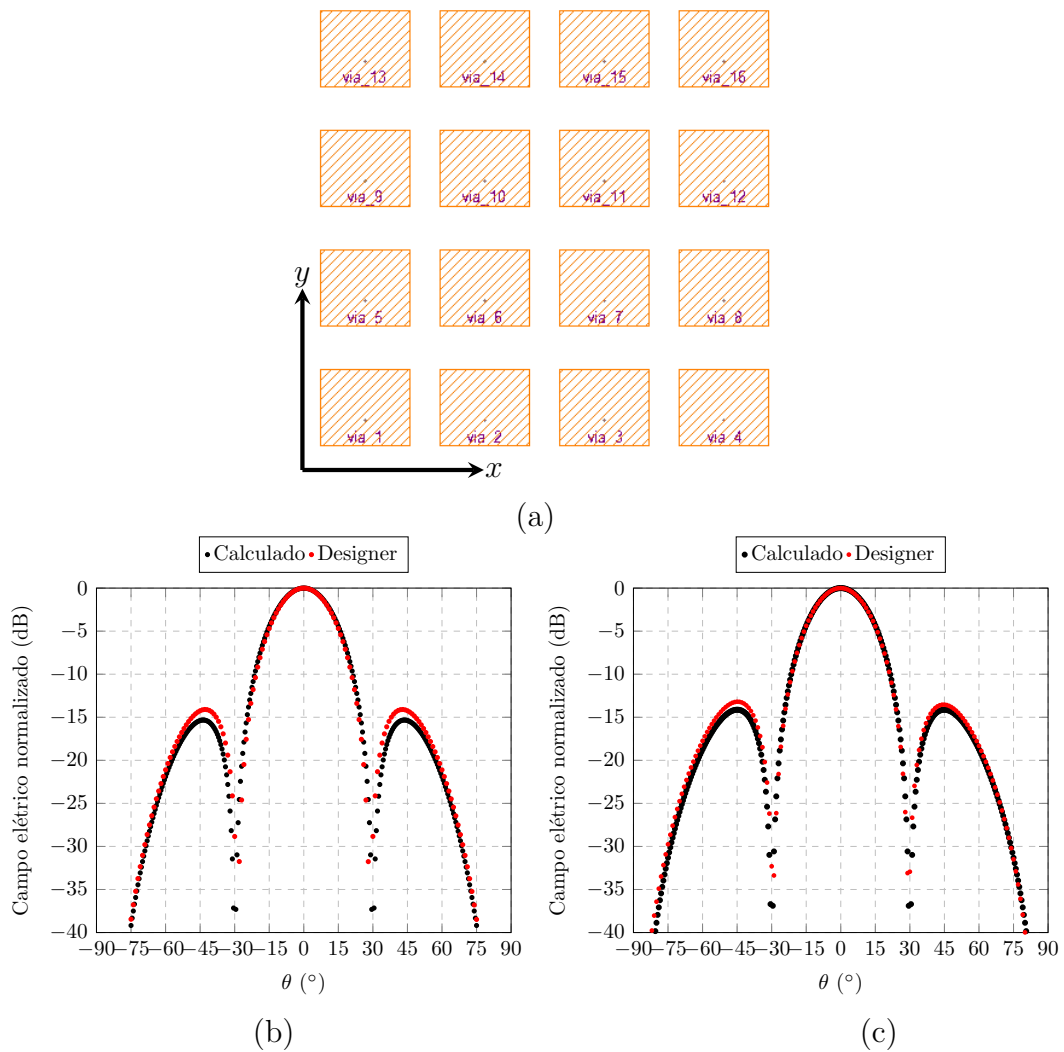 via_13 via_14 via_15 via_16
via_9 via_10 via_11 via_12
y
via_5 via_6 via_7 via_8
via_1 via_2 via_3 via_4
x
(a)
Calculado Designer
Campo elétrico normalizado (dB)
0
−5
−10
−15
−20
−25
−30
−35
−40
−90 −75 −60 −45 −30 −15 0 15 30 45 60 75 90
θ (°)
(b)
Calculado Designer
Campo elétrico normalizado (dB)
0
−5
−10
−15
−20
−25
−30
−35
−40
−90 −75 −60 −45 −30 −15 0 15 30 45 60 75 90
θ (°)
(c)